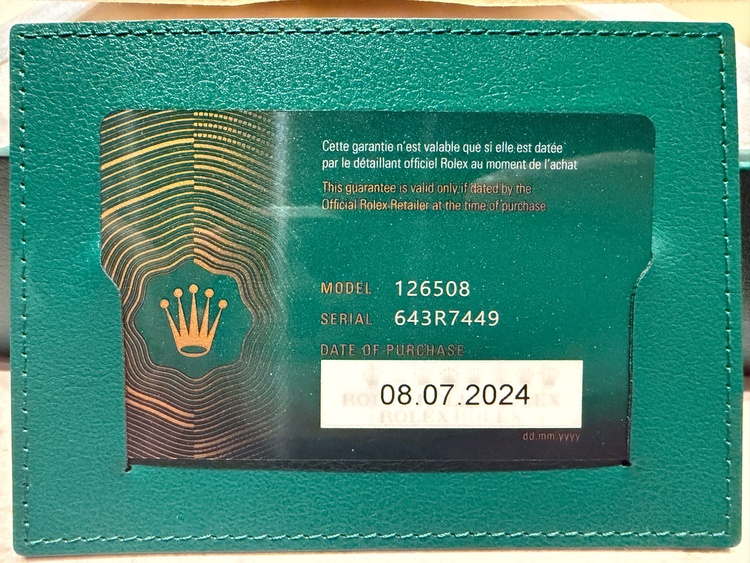 Cette garantie n'est valable que si elle est datée
par le détaillant officiel Rolex au moment de l'achat
This guarantee is valid only if dated by the
Official Rolex Retailer at the time of purchase
MODEL 126508
SERIAL 643R7449
DATE OF PURCHASE
08.07.2024
ROLEX ROLEX
dd.mm.yyyy